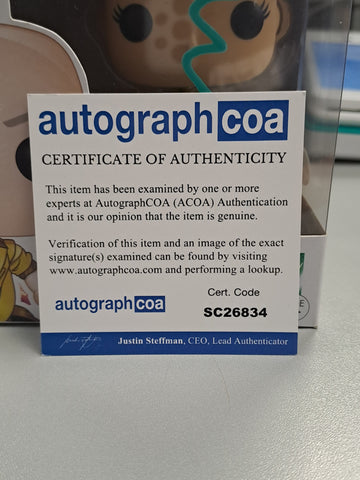 autographcoa
CERTIFICATE OF AUTHENTICITY
This item has been examined by one or more
experts at AutographCOA (ACOA) Authentication
and it is our opinion that the item is genuine.
Verification of this item and an image of the exact
signature(s) examined can be found by visiting
www.autographcoa.com and performing a lookup.
autographcoa
Cert. Code
SC26834
Justin Steffman, CEO, Lead Authenticator